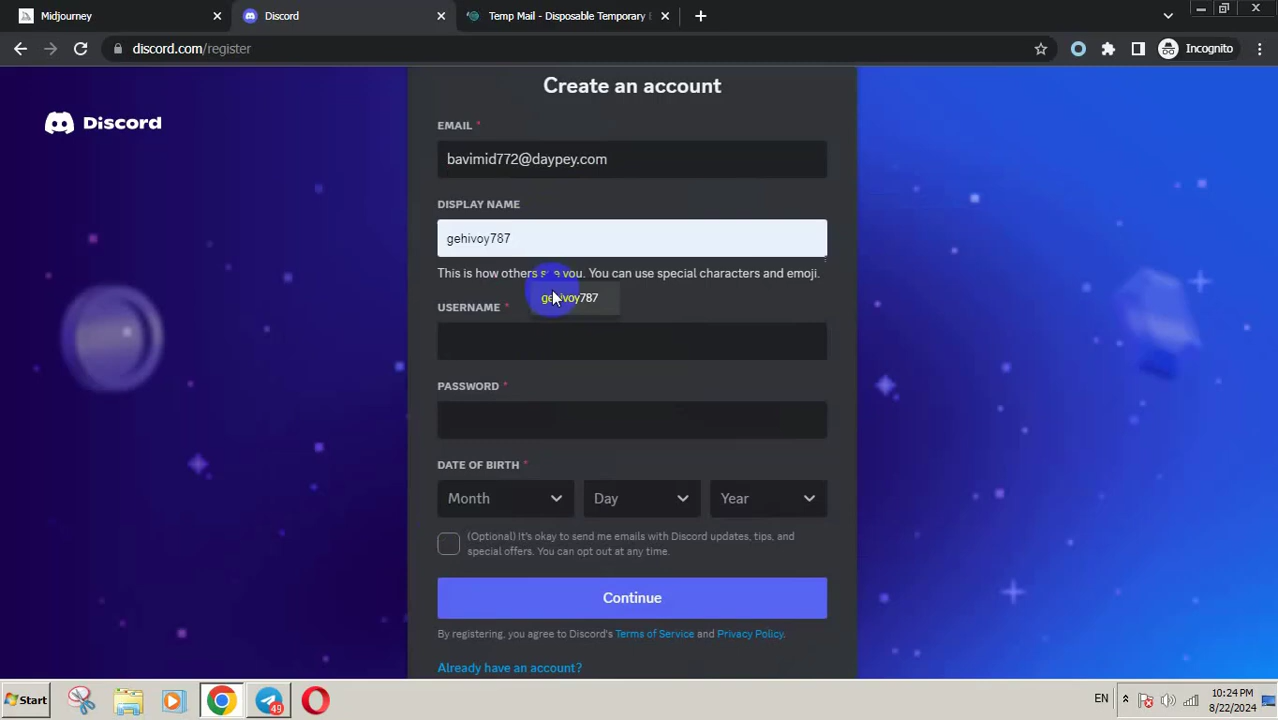 Midjourney
Discord
Temp Mail - Disposable Temporary E
discord.com/register
Incognito
Discord
Create an account
EMAIL *
bavimid772@daypey.com
DISPLAY NAME
gehivoy787
This is how others see you. You can use special characters and emoji.
gehivoy787
USERNAME *
PASSWORD *
DATE OF BIRTH *
Month
Day
Year
(Optional) It's okay to send me emails with Discord updates, tips, and
special offers. You can opt out at any time.
Continue
By registering, you agree to Discord's Terms of Service and Privacy Policy.
Already have an account?
Start
49
EN
10:24 PM
8/22/2024